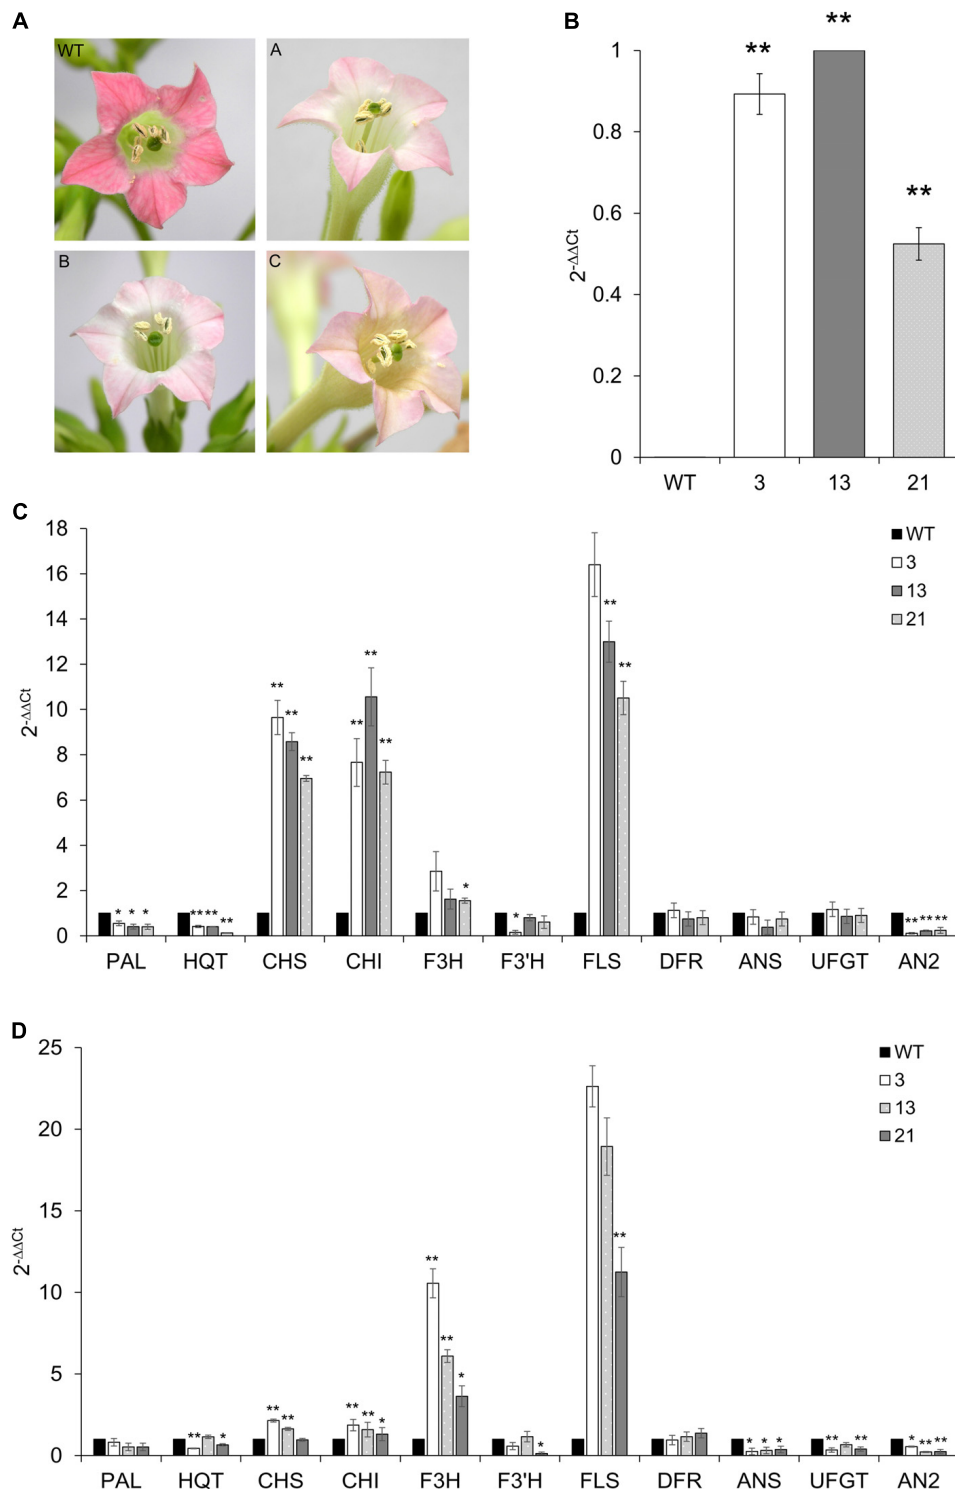 A
WT
A
B
C
B
2-ΔΔCt
1
0.8
0.6
0.4
0.2
0
**
**
**
WT 3 13 21
C
2-ΔΔCt
18
16
14
12
10
8
6
4
2
0
WT
3
13
21
* * *
** ** **
** ** **
** ** **
*
*
** **
** ** **
PAL HQT CHS CHI F3H F3'H FLS DFR ANS UFGT AN2
D
2-ΔΔCt
25
20
15
10
5
0
WT
3
13
21
** *
** **
** ** *
** ** *
*
**
* * *
** **
* ** **
PAL HQT CHS CHI F3H F3'H FLS DFR ANS UFGT AN2